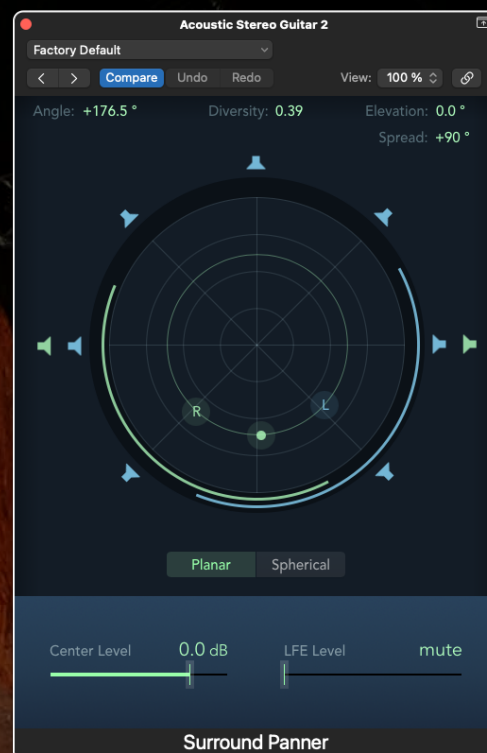 Acoustic Stereo Guitar 2
Factory Default
Compare Undo Redo View: 100 %
Angle: +176.5 ° Diversity: 0.39 Elevation: 0.0 °
Spread: +90 °
R L
Planar Spherical
Center Level 0.0 dB LFE Level mute
Surround Panner